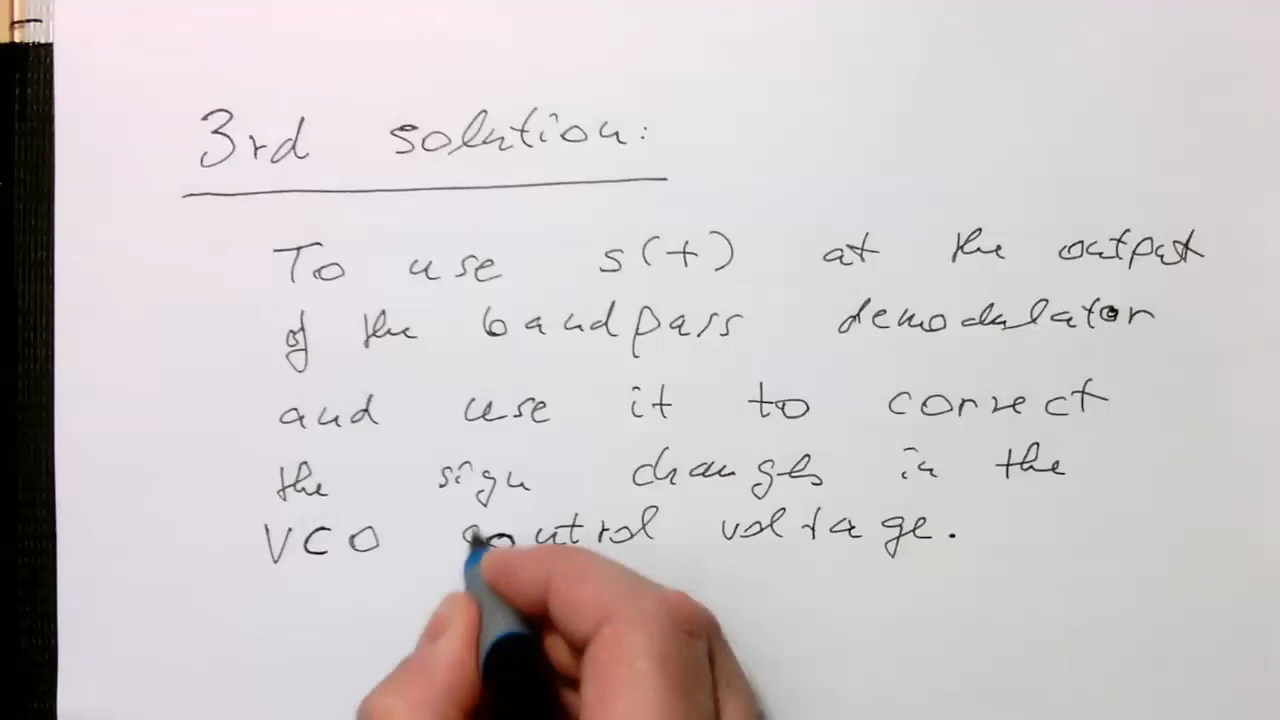 3rd solution:
To use s(t) at the output
of the bandpass demodulator
and use it to correct
the sign changes in the
VCO control voltage.